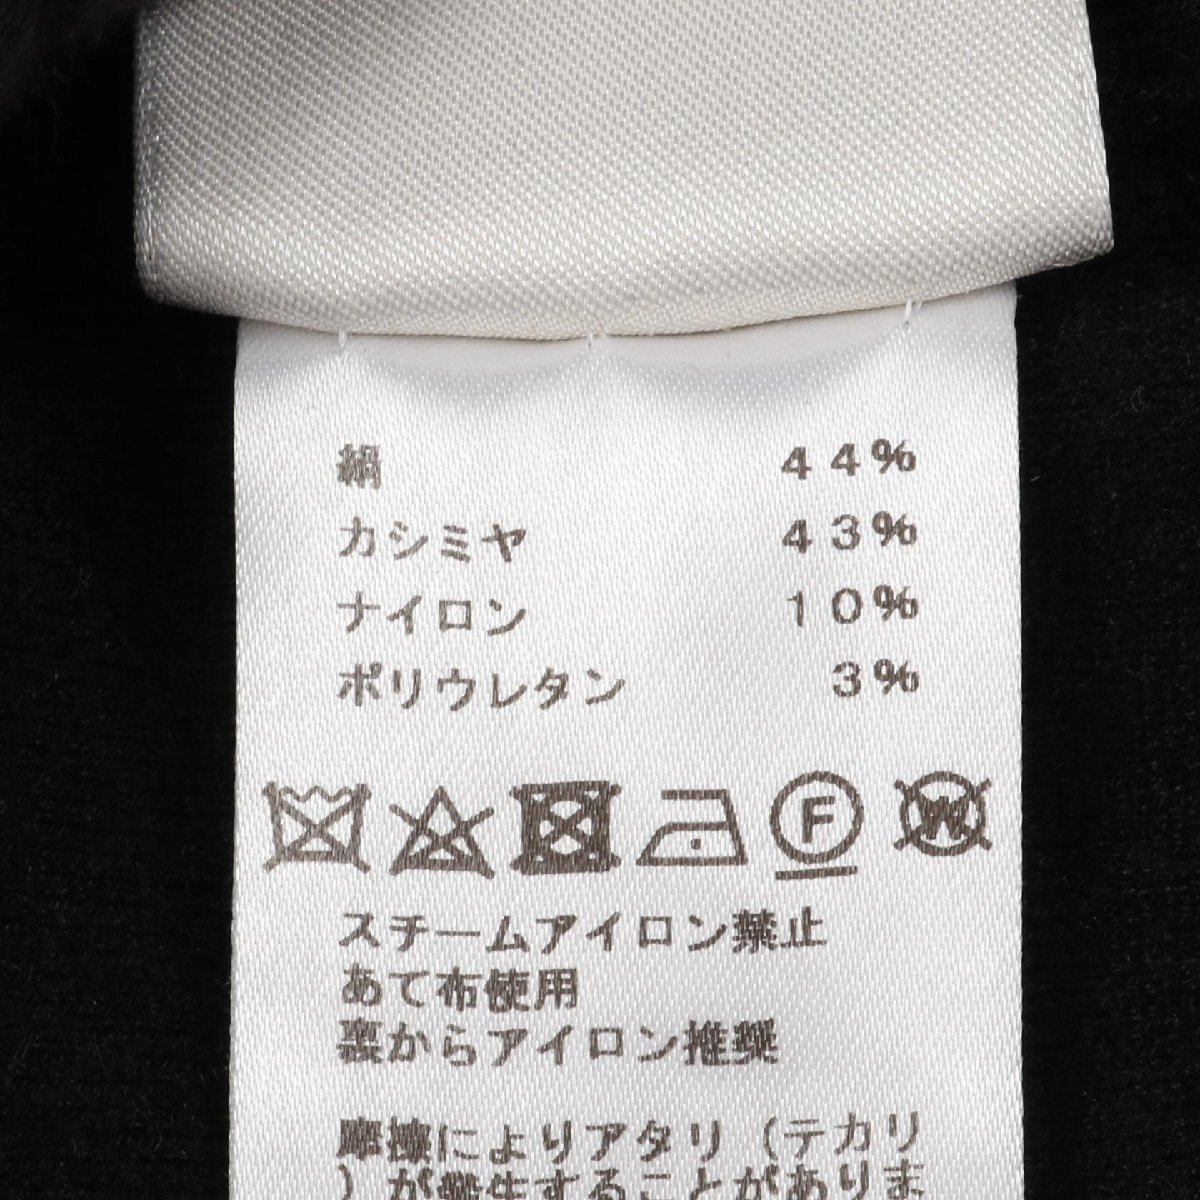 絹 44%
カシミヤ 43%
ナイロン 10%
ポリウレタン 3%
F W
スチームアイロン禁止
あて布使用
裏からアイロン推奨
摩擦によりアタリ（テカリ
）が発生することがありま